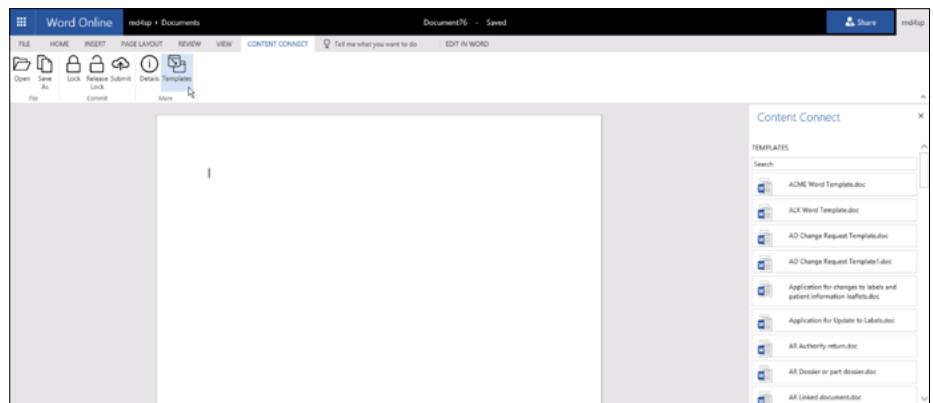 Word Online md4sp ▸ Documents Document76 - Saved Share md4sp
FILE HOME INSERT PAGE LAYOUT REVIEW VIEW CONTENT CONNECT Tell me what you want to do EDIT IN WORD
Open Save As Lock Release Lock Submit Details Templates
File Commit More
Content Connect
TEMPLATES
Search
ACME Word Template.doc
ALX Word Template.doc
AO Change Request Template.doc
AO Change Request Template1.doc
Application for changes to labels and
patient information leaflets.doc
Application for Update to Labels.doc
AR Authority return.doc
AR Dossier or part dossier.doc
AR Linked document.doc